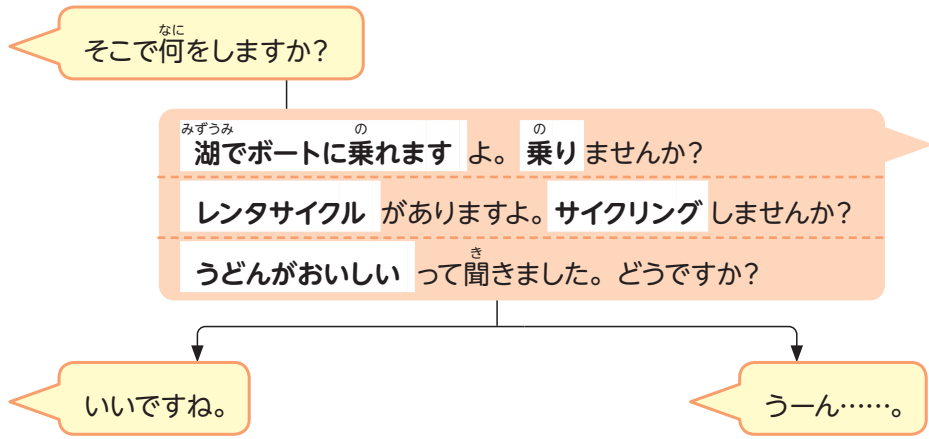 そこで何をしますか?
湖でボートに乗れます よ。 乗り ませんか?
レンタサイクル がありますよ。 サイクリング しませんか?
うどんがおいしい って聞きました。どうですか?
いいですね。
うーん……。